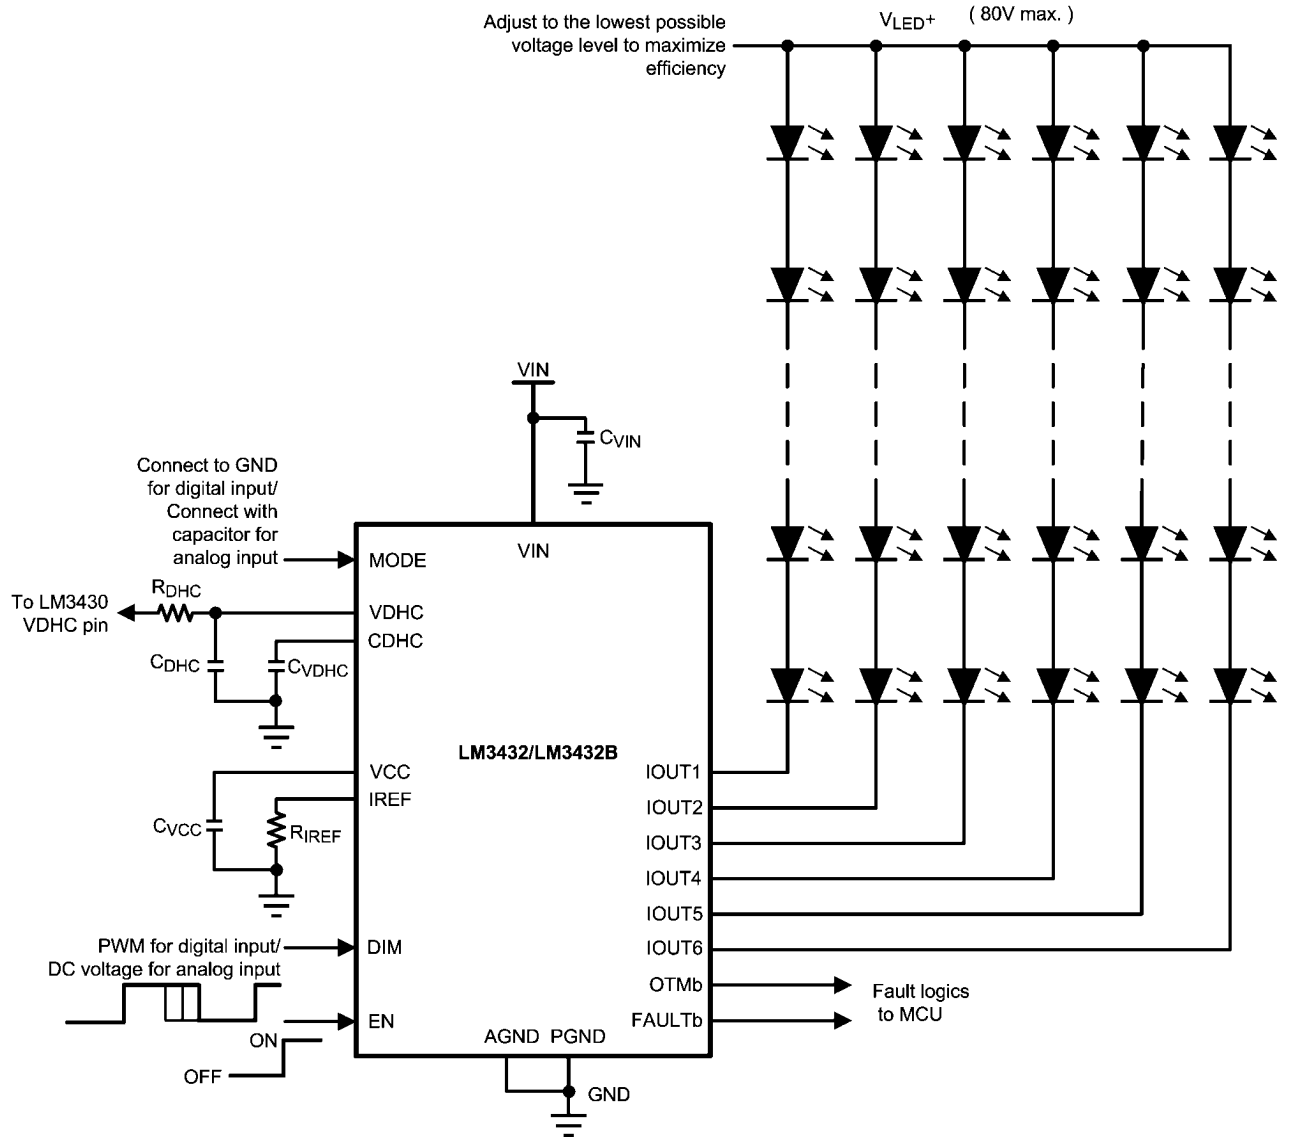 Adjust to the lowest possible
voltage level to maximize
efficiency
VLED+ ( 80V max. )
VIN
CVIN
Connect to GND
for digital input/
Connect with
capacitor for
analog input
VIN
MODE
RDHC
To LM3430
VDHC pin
VDHC
CDHC
CDHC
CVDHC
LM3432/LM3432B
VCC
IREF
CVCC
RIREF
IOUT1
IOUT2
IOUT3
IOUT4
IOUT5
IOUT6
PWM for digital input/
DC voltage for analog input
DIM
OTMb
FAULTb
Fault logics
to MCU
EN
ON
OFF
AGND PGND
GND